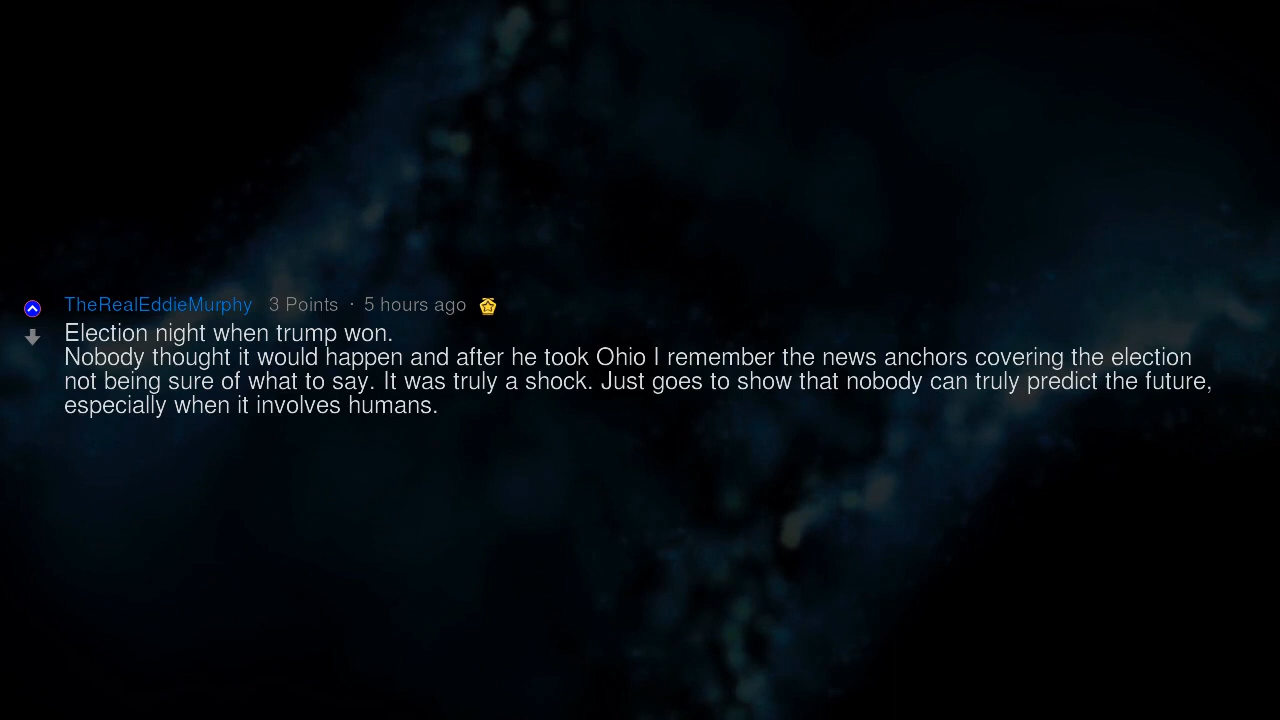 TheRealEddieMurphy 3 Points · 5 hours ago
Election night when trump won.
Nobody thought it would happen and after he took Ohio I remember the news anchors covering the election
not being sure of what to say. It was truly a shock. Just goes to show that nobody can truly predict the future,
especially when it involves humans.